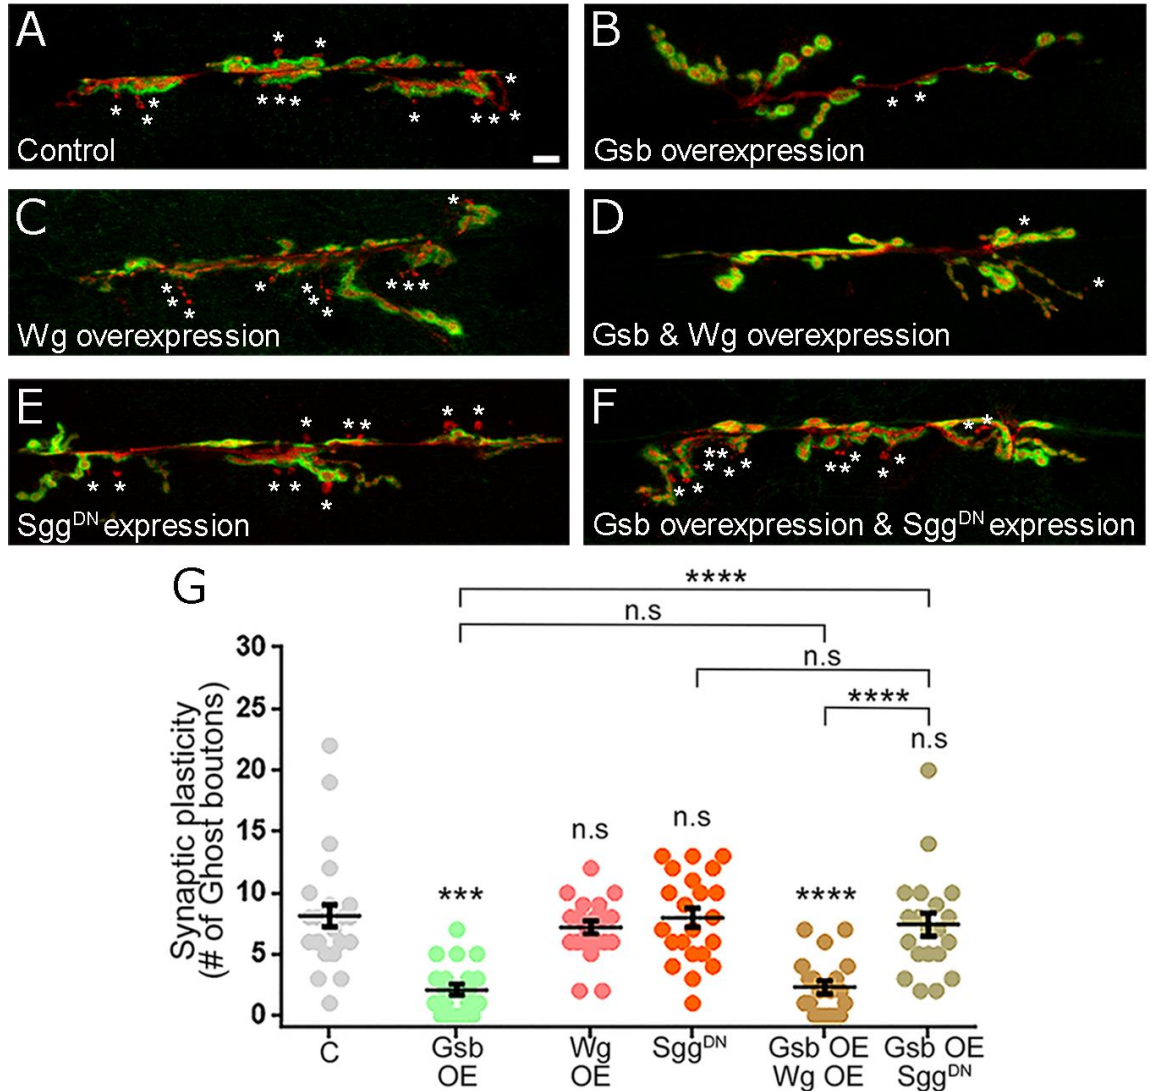 A
B
* * * * * * * * * * * * * *
* *
Control
Gsb overexpression
C
D
* * * * * * * * * * *
* *
Wg overexpression
Gsb & Wg overexpression
E
F
* * * * * * * * * *
* * * * * * * * * * * * * *
Sgg^DN expression
Gsb overexpression & Sgg^DN expression
G
****
n.s
n.s
****
n.s
n.s
n.s
***
****
Synaptic plasticity
(# of Ghost boutons)
30
25
20
15
10
5
0
C
Gsb
OE
Wg
OE
Sgg^DN
Gsb OE
Wg OE
Gsb OE
Sgg^DN